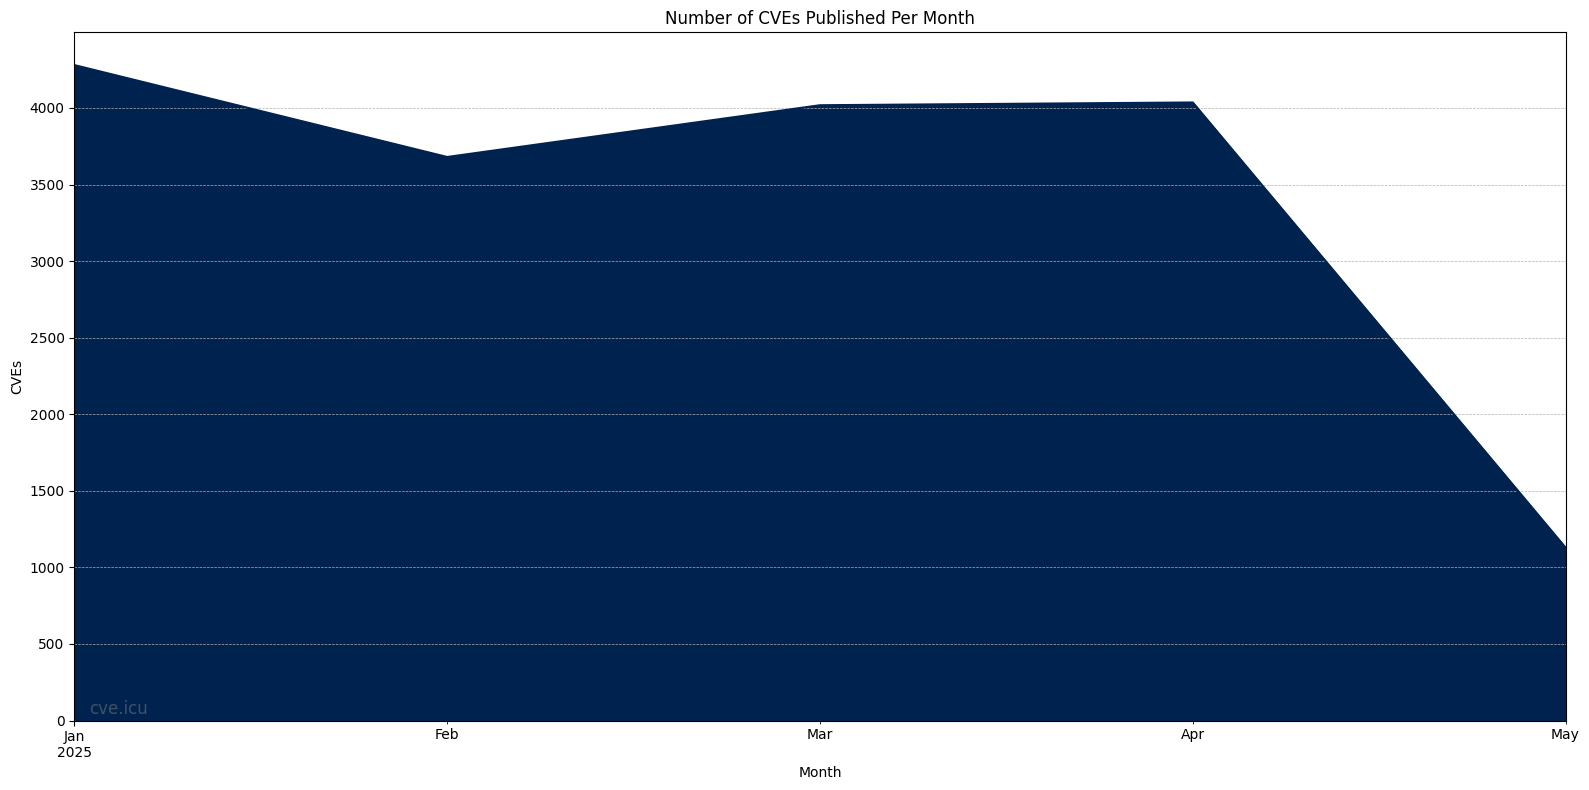 Number of CVEs Published Per Month
4000
3500
3000
2500
2000
1500
1000
500
0
CVEs
cve.icu
Jan
2025
Feb
Mar
Apr
May
Month